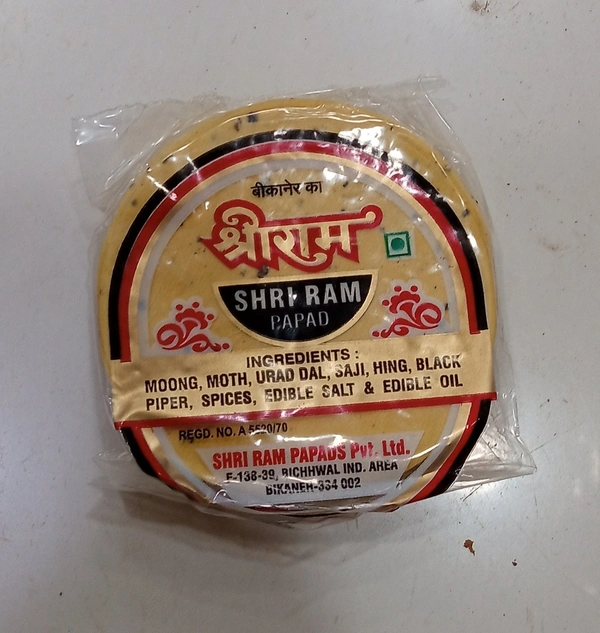 बीकानेर का
श्रीराम
SHRI RAM
PAPAD
INGREDIENTS :
MOONG, MOTH, URAD DAL, SAJI, HING, BLACK
PIPER, SPICES, EDIBLE SALT & EDIBLE OIL
REGD. NO. A 5520/70
SHRI RAM PAPADS Pvt. Ltd.
F-138-39, BICHHWAL IND. AREA
BIKANER-334 002